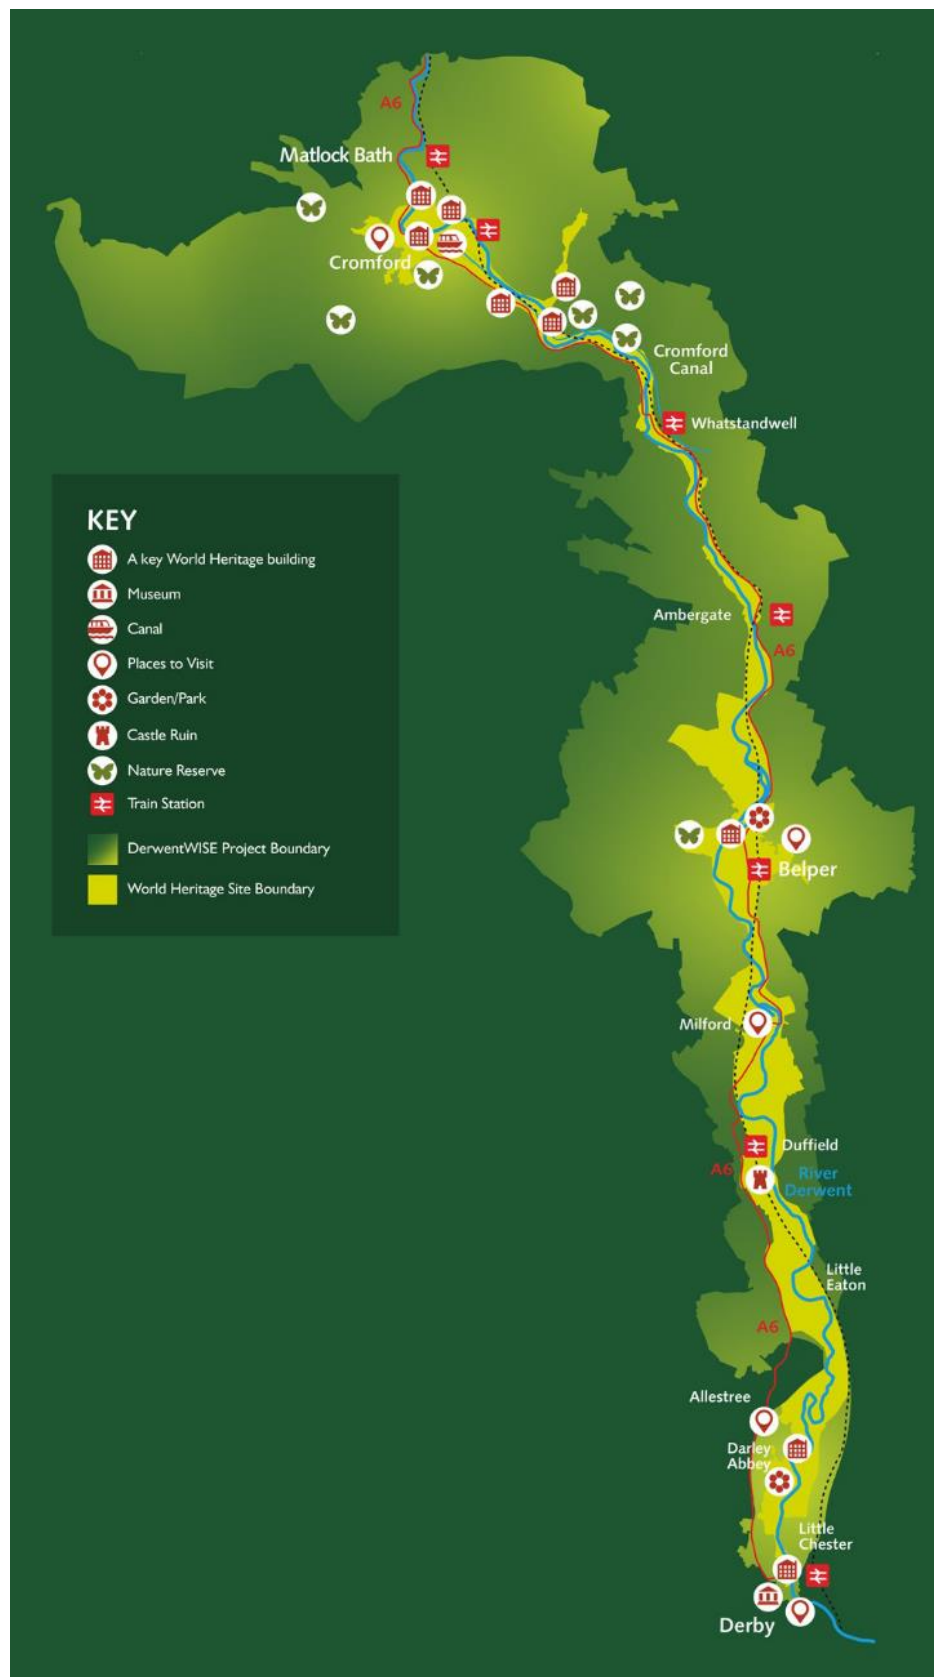 A6
Matlock Bath
Cromford
Cromford
Canal
Whatstandwell
KEY
A key World Heritage building
Museum
Canal
Places to Visit
Garden/Park
Castle Ruin
Nature Reserve
Train Station
DerwentWISE Project Boundary
World Heritage Site Boundary
Ambergate
A6
Belper
Milford
Duffield
A6
River
Derwent
Little
Eaton
A6
Allestree
Darley
Abbey
Little
Chester
Derby